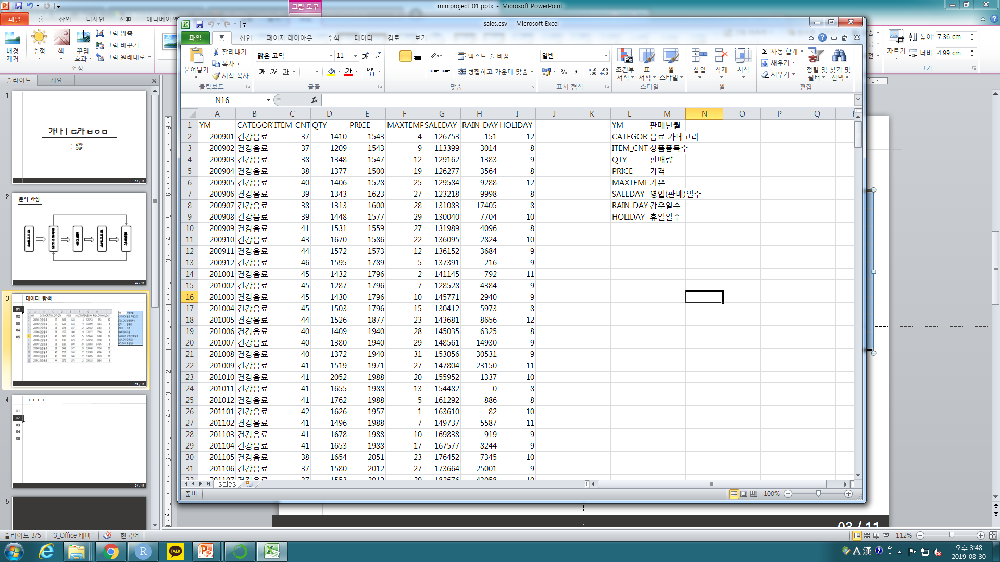 miniproject_01.pptx - Microsoft PowerPoint
그림 도구
파일 홈 삽입 디자인 전환 애니메이션
배경 제거
수정
색
꾸밈 효과
그림 압축
그림 바꾸기
그림 원래대로
조정
자르기
높이: 7.36 cm
너비: 4.99 cm
크기
슬라이드 개요
1
가나ㅏㄷ라ㅂㅇㅁ
01 / 11
2
분석 과정
02 / 11
3
데이터 탐색
01
02
03
04
05
03 / 11
4
ㄱㄱㄱㄱ
01
02
03
04
05
04 / 11
5
sales.csv - Microsoft Excel
파일 홈 삽입 페이지 레이아웃 수식 데이터 검토 보기
붙여넣기
잘라내기
복사
서식 복사
클립보드
맑은 고딕 11
가 가 가 가 내천
글꼴
텍스트 줄 바꿈
병합하고 가운데 맞춤
맞춤
일반
% ,
표시 형식
조건부 서식
표 서식
셀 스타일
스타일
삽입 삭제 서식
셀
Σ 자동 합계
채우기
지우기
정렬 및 필터
찾기 및 선택
편집
N16 fx
A B C D E F G H I J K L M N O P Q
1 YM CATEGOR ITEM_CNT QTY PRICE MAXTEMP SALEDAY RAIN_DAY HOLIDAY YM 판매년월
2 200901 건강음료 37 1410 1543 4 126753 151 12 CATEGOR 음료 카테고리
3 200902 건강음료 37 1209 1543 9 113399 3014 8 ITEM_CNT 상품품목수
4 200903 건강음료 38 1348 1547 12 129162 1383 9 QTY 판매량
5 200904 건강음료 38 1377 1500 19 126277 3564 8 PRICE 가격
6 200905 건강음료 40 1406 1528 25 129584 9288 12 MAXTEMP 기온
7 200906 건강음료 39 1343 1623 27 123218 9998 8 SALEDAY 영업(판매)일수
8 200907 건강음료 38 1313 1600 28 131083 17405 8 RAIN_DAY 강우일수
9 200908 건강음료 39 1448 1577 29 130040 7704 10 HOLIDAY 휴일일수
10 200909 건강음료 41 1531 1559 27 131989 4096 8
11 200910 건강음료 43 1670 1586 22 136095 2824 10
12 200911 건강음료 44 1572 1573 12 136152 3684 9
13 200912 건강음료 46 1595 1789 5 137391 216 9
14 201001 건강음료 45 1432 1796 2 141145 792 11
15 201002 건강음료 45 1287 1796 7 128528 4384 9
16 201003 건강음료 45 1430 1796 10 145771 2940 9
17 201004 건강음료 45 1503 1796 15 130412 5973 8
18 201005 건강음료 44 1526 1877 23 143681 8656 12
19 201006 건강음료 40 1409 1940 28 145035 6325 8
20 201007 건강음료 40 1380 1940 29 148561 14930 9
21 201008 건강음료 40 1372 1940 31 153056 30531 9
22 201009 건강음료 41 1519 1971 27 147804 23150 11
23 201010 건강음료 41 2052 1988 20 155952 1337 10
24 201011 건강음료 41 1655 1988 13 154482 0 8
25 201012 건강음료 41 1762 1988 5 161292 886 8
26 201101 건강음료 42 1626 1957 -1 163610 82 10
27 201102 건강음료 41 1496 1988 7 149737 5587 11
28 201103 건강음료 41 1678 1988 10 169838 919 9
29 201104 건강음료 41 1653 1988 17 167577 8244 9
30 201105 건강음료 38 1654 2051 23 176452 7345 10
31 201106 건강음료 37 1580 2012 27 173664 25001 9
sales
준비 100%
03 / 11
슬라이드 3/5 "3_Office 테마" 한국어 112%
TALK
A 漢
오후 3:48
2019-08-30